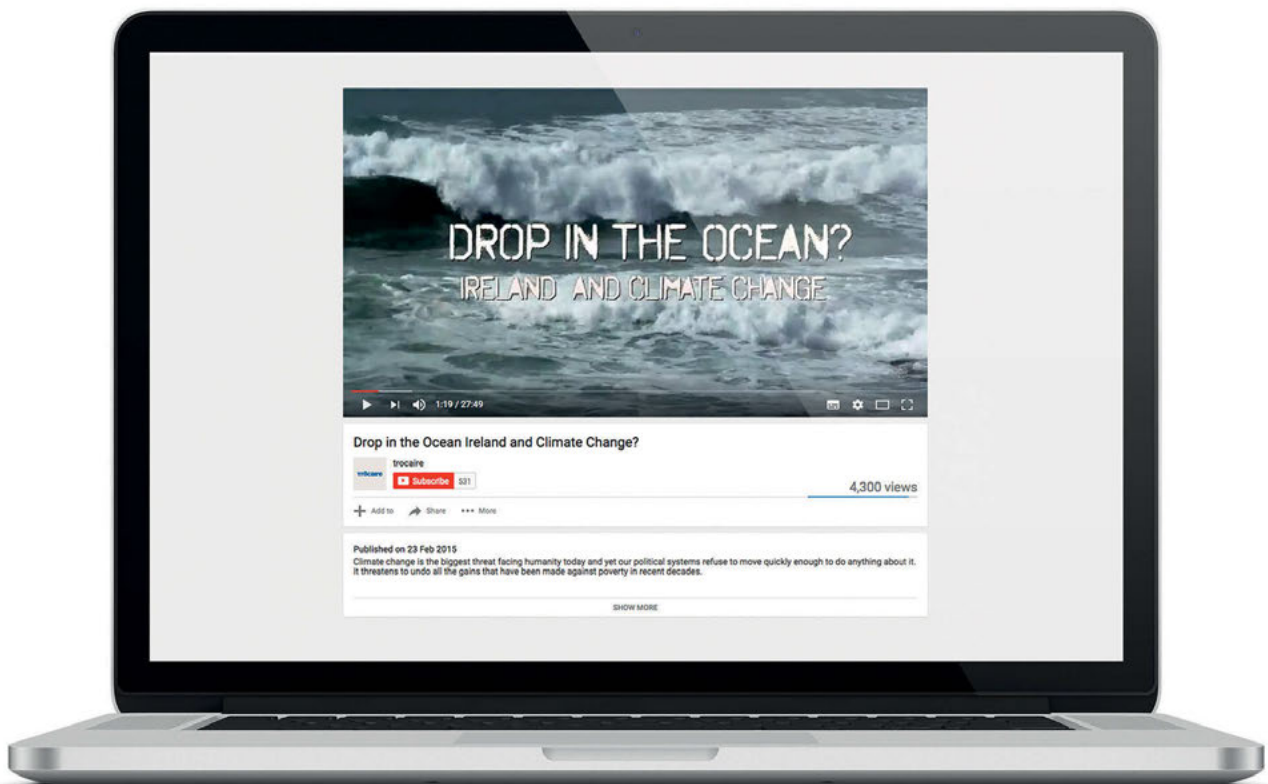 DROP IN THE OCEAN?
IRELAND AND CLIMATE CHANGE
1:19 / 27:49
Drop in the Ocean Ireland and Climate Change?
trócaire
trocaire
Subscribe 531
4,300 views
Add to Share More
Published on 23 Feb 2015
Climate change is the biggest threat facing humanity today and yet our political systems refuse to move quickly enough to do anything about it.
It threatens to undo all the gains that have been made against poverty in recent decades.
SHOW MORE